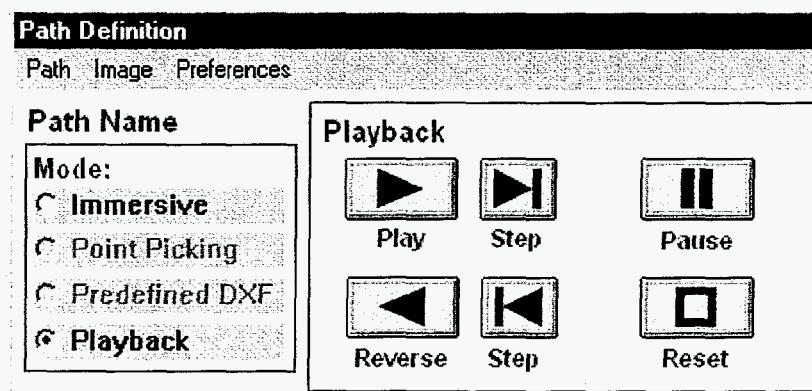 Path Definition
Path Image Preferences
Path Name
Mode:
Immersive
Point Picking
Predefined DXF
Playback
Playback
Play Step Pause
Reverse Step Reset